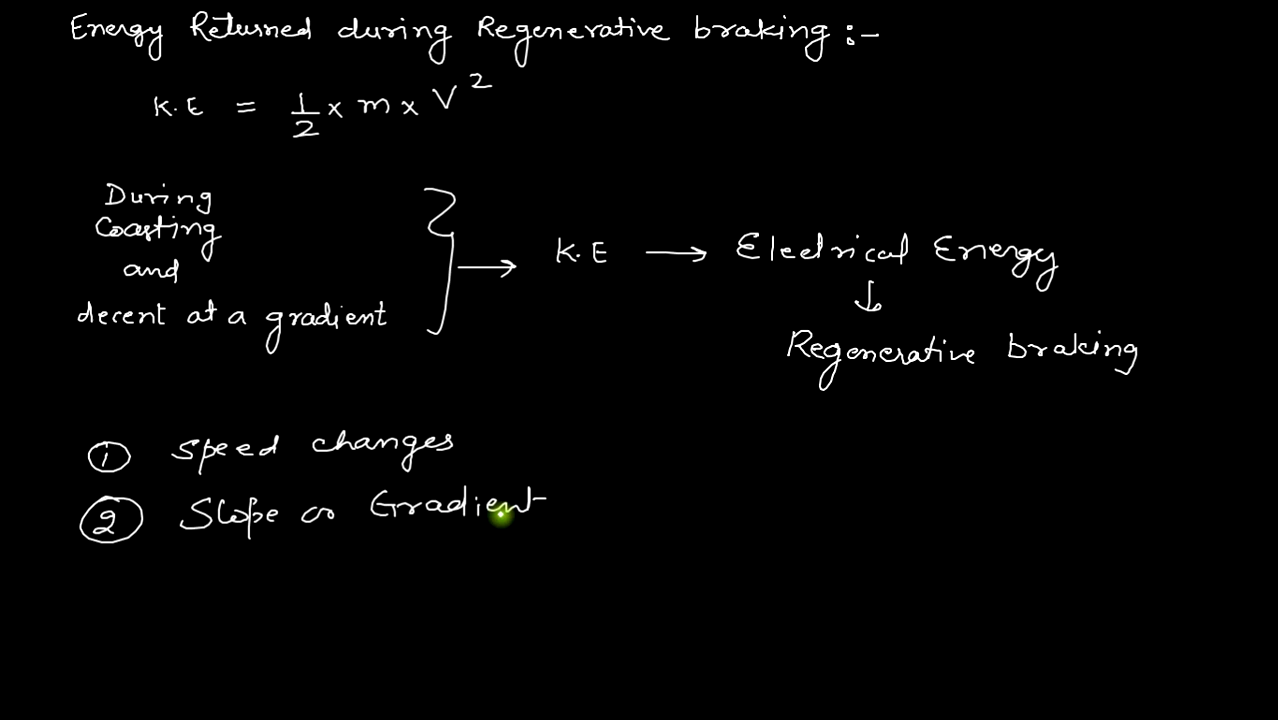 Energy Returned during Regenerative braking :-
K.E = 1/2 x m x V²
During
Coasting
and
decent at a gradient
→ K.E → Electrical Energy
↓
Regenerative braking
① Speed changes
② Slope or Gradient